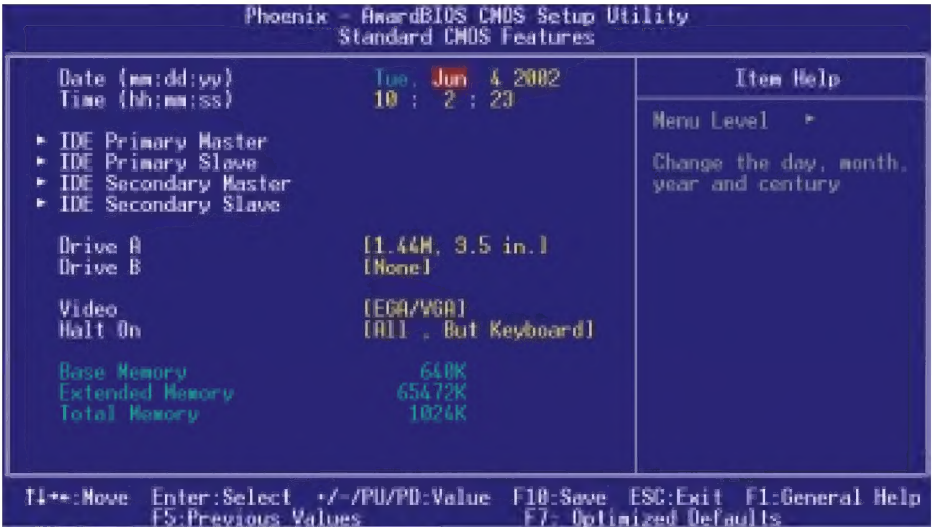 Phoenix - AwardBIOS CMOS Setup Utility
Standard CMOS Features
Date (mm:dd:yy) Tue, Jun 4 2002
Time (hh:mm:ss) 10 : 2 : 23
▸ IDE Primary Master
▸ IDE Primary Slave
▸ IDE Secondary Master
▸ IDE Secondary Slave
Drive A [1.44M, 3.5 in.]
Drive B [None]
Video [EGA/VGA]
Halt On [All , But Keyboard]
Base Memory 640K
Extended Memory 65472K
Total Memory 1024K
Item Help
Menu Level ▸
Change the day, month,
year and century
↑↓→←:Move Enter:Select +/-/PU/PD:Value F10:Save ESC:Exit F1:General Help
F5:Previous Values F7: Optimized Defaults